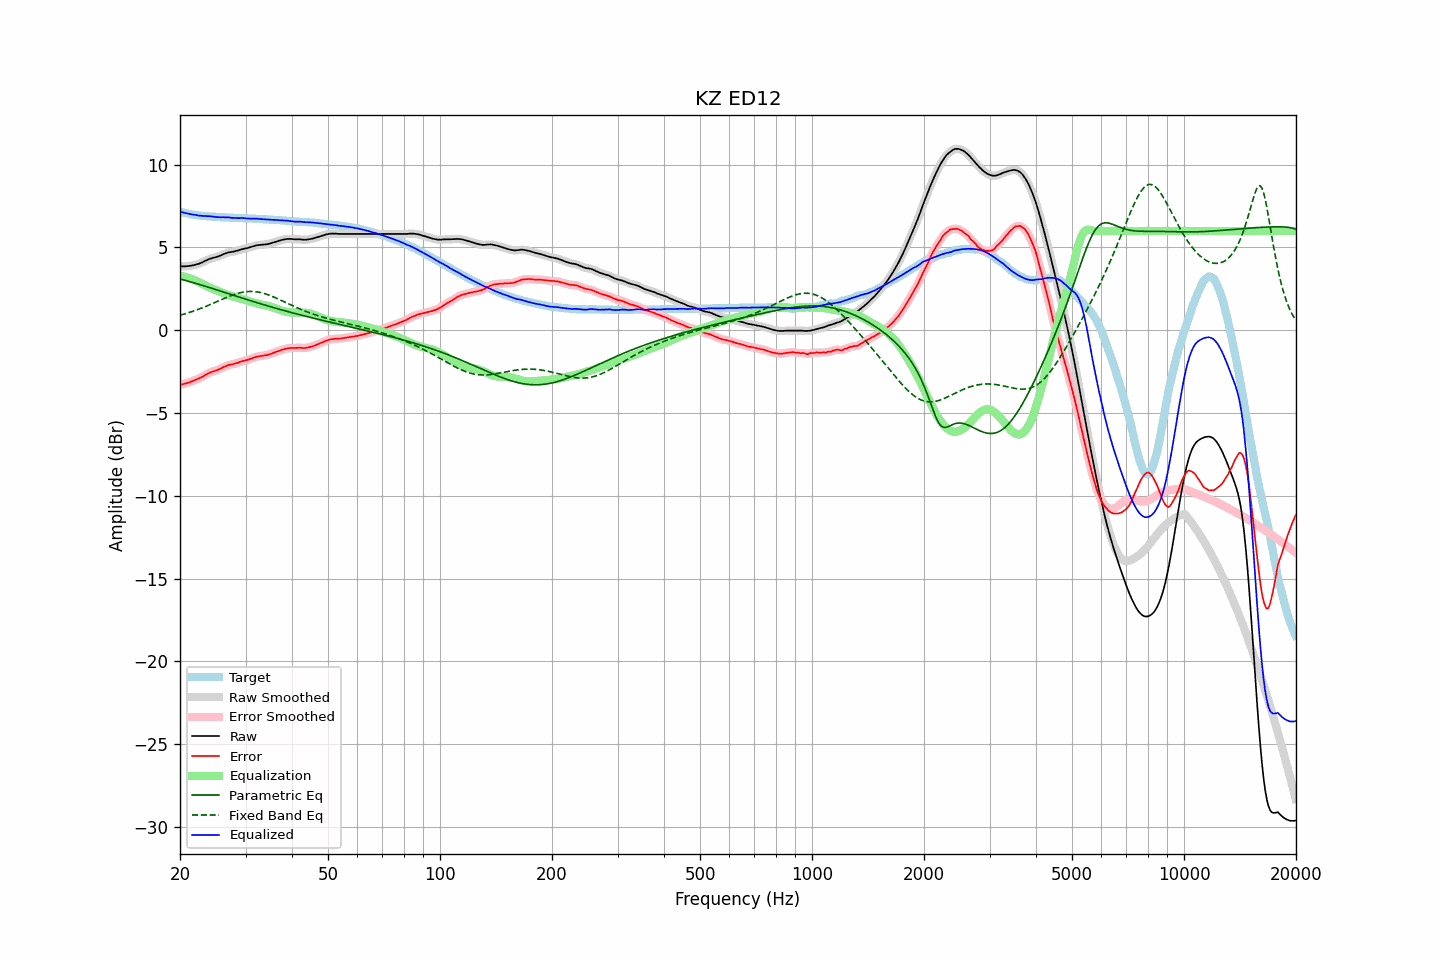 KZ ED12
Amplitude (dBr)
10
5
0
−5
−10
−15
−20
−25
−30
Target
Raw Smoothed
Error Smoothed
Raw
Error
Equalization
Parametric Eq
Fixed Band Eq
Equalized
20 50 100 200 500 1000 2000 5000 10000 20000
Frequency (Hz)